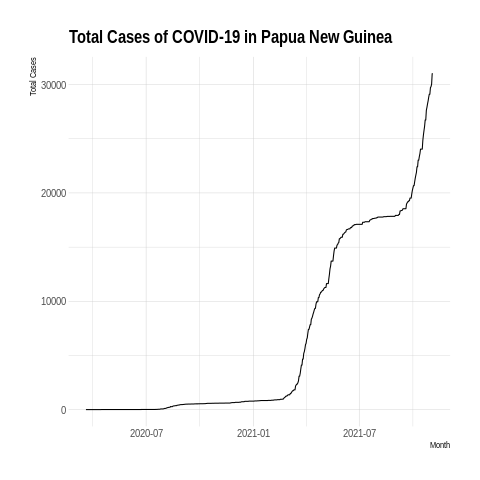 Total Cases of COVID-19 in Papua New Guinea
Total Cases
30000
20000
10000
0
2020-07
2021-01
2021-07
Month